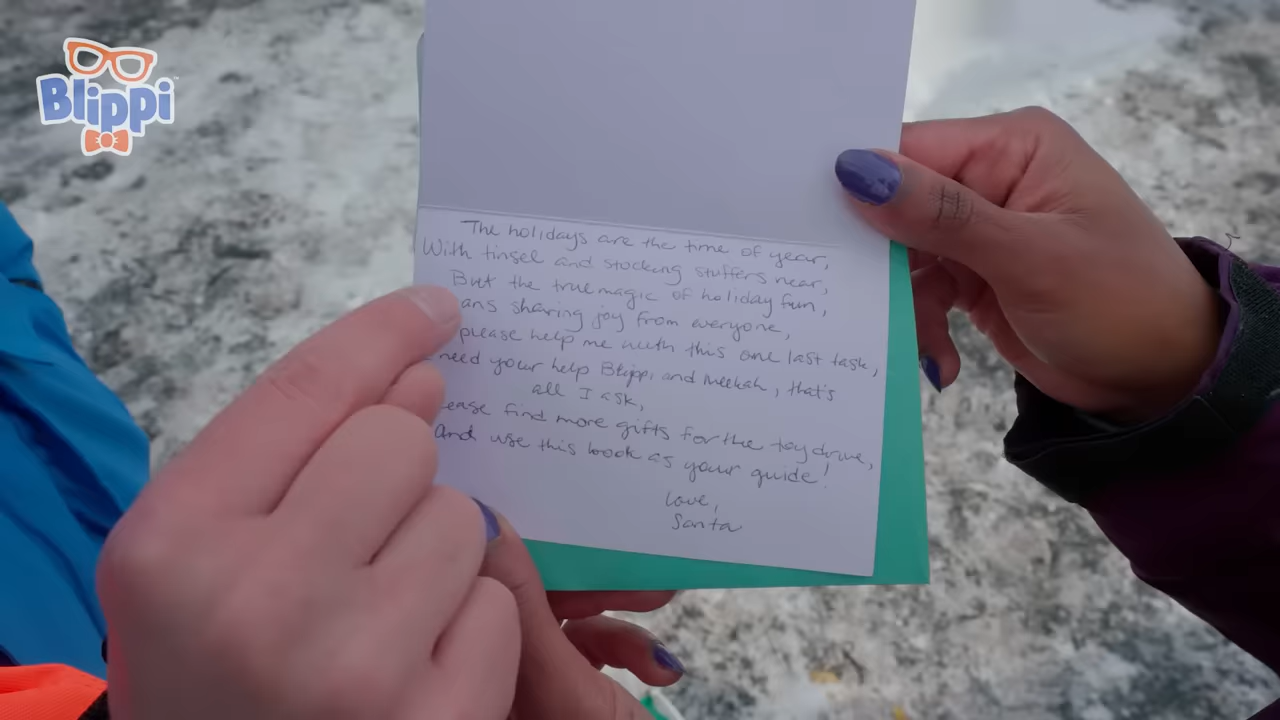 Blippi
The holidays are the time of year,
With tinsel and stocking stuffers near,
But the true magic of holiday fun,
ans sharing joy from everyone,
please help me with this one last task,
need your help Blippi and Meekah, that's
all I ask,
ease find more gifts for the toy drive,
And use this book as your guide!
Love,
Santa